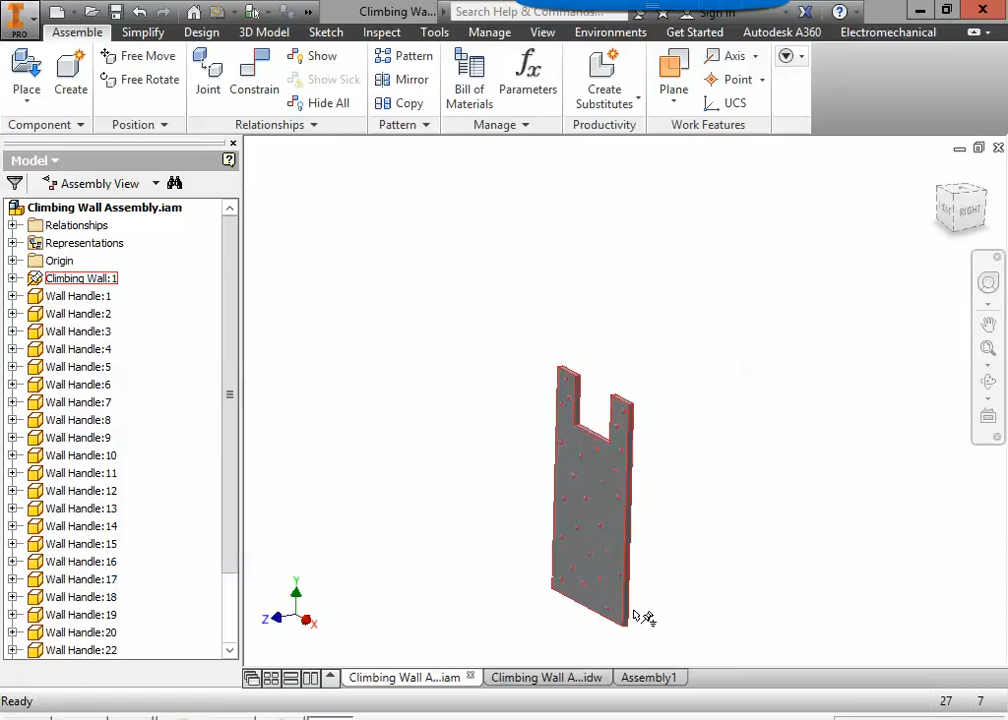 Climbing Wa... Search Help & Commands... Sign In
PRO Assemble Simplify Design 3D Model Sketch Inspect Tools Manage View Environments Get Started Autodesk A360 Electromechanical
Place Create Free Move Free Rotate Joint Constrain Show Show Sick Hide All Pattern Mirror Copy Bill of Materials fx Parameters Create Substitutes Plane Axis Point UCS
Component Position Relationships Pattern Manage Productivity Work Features
Model
Assembly View
Climbing Wall Assembly.iam
Relationships
Representations
Origin
Climbing Wall:1
Wall Handle:1
Wall Handle:2
Wall Handle:3
Wall Handle:4
Wall Handle:5
Wall Handle:6
Wall Handle:7
Wall Handle:8
Wall Handle:9
Wall Handle:10
Wall Handle:11
Wall Handle:12
Wall Handle:13
Wall Handle:14
Wall Handle:15
Wall Handle:16
Wall Handle:17
Wall Handle:18
Wall Handle:19
Wall Handle:20
Wall Handle:22
RIGHT
Y
Z X
Climbing Wall A...iam Climbing Wall A...idw Assembly1
Ready 27 7